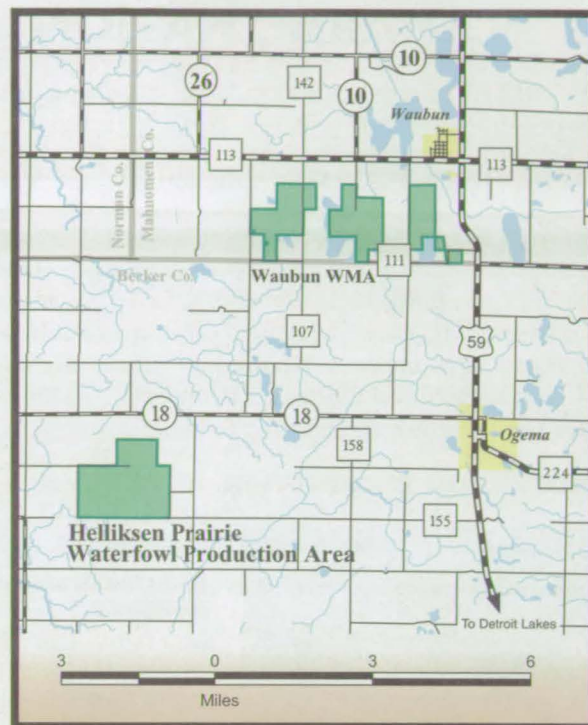 10
26
142
10
Waubun
113
113
Norman Co.
Mahnomen Co.
111
Becker Co.
Waubun WMA
107
59
18
18
Ogema
158
224
155
Helliksen Prairie
Waterfowl Production Area
To Detroit Lakes
3 0 3 6
Miles